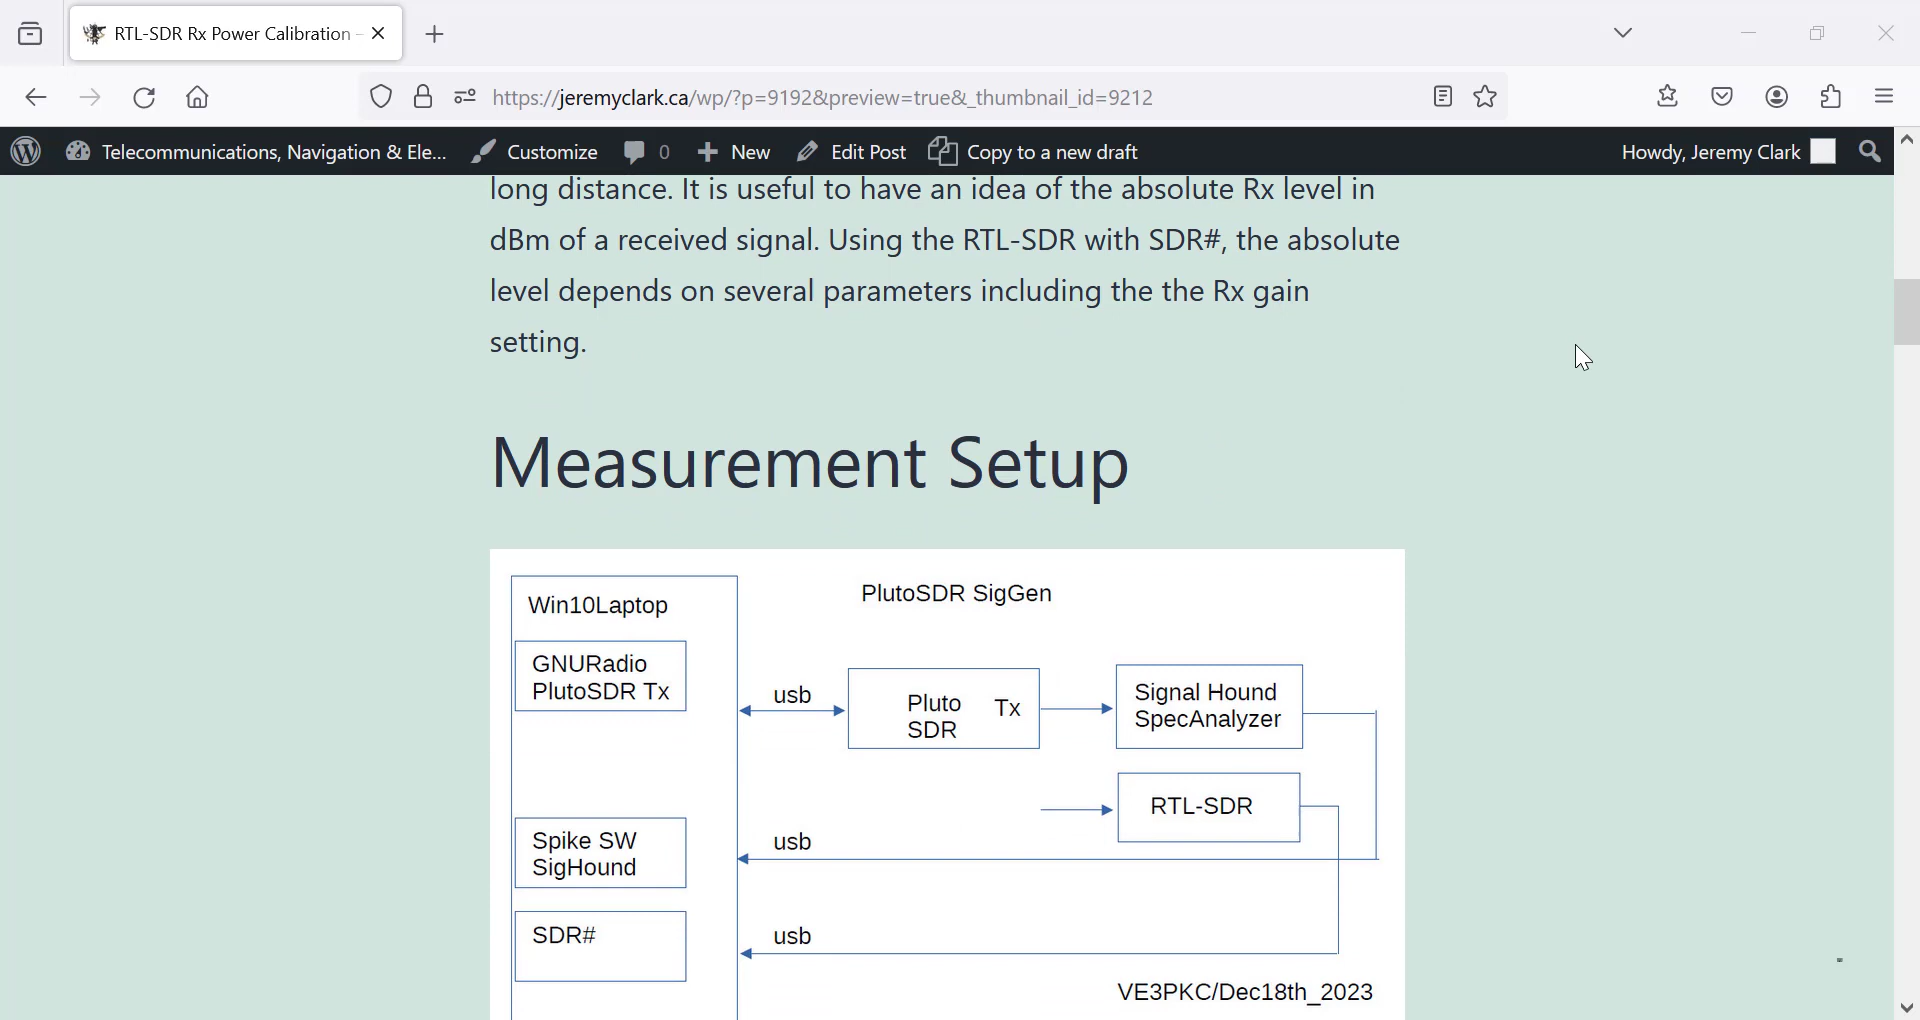 RTL-SDR Rx Power Calibration –
https://jeremyclark.ca/wp/?p=9192&preview=true&_thumbnail_id=9212
Telecommunications, Navigation & Ele... Customize 0 New Edit Post Copy to a new draft Howdy, Jeremy Clark
long distance. It is useful to have an idea of the absolute Rx level in
dBm of a received signal. Using the RTL-SDR with SDR#, the absolute
level depends on several parameters including the the Rx gain
setting.
Measurement Setup
Win10Laptop
PlutoSDR SigGen
GNURadio
PlutoSDR Tx
usb
Pluto
SDR
Tx
Signal Hound
SpecAnalyzer
RTL-SDR
Spike SW
SigHound
usb
SDR#
usb
VE3PKC/Dec18th_2023